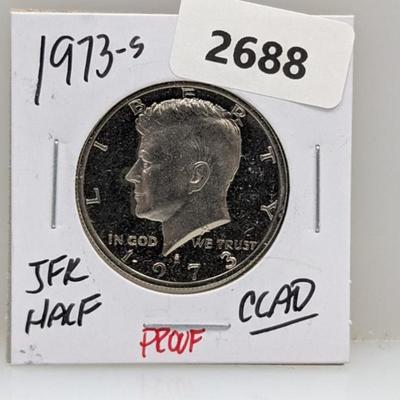 1973-S
2688
LIBERTY
IN GOD WE TRUST
S
1973
JFK
HALF
CLAD
PROOF